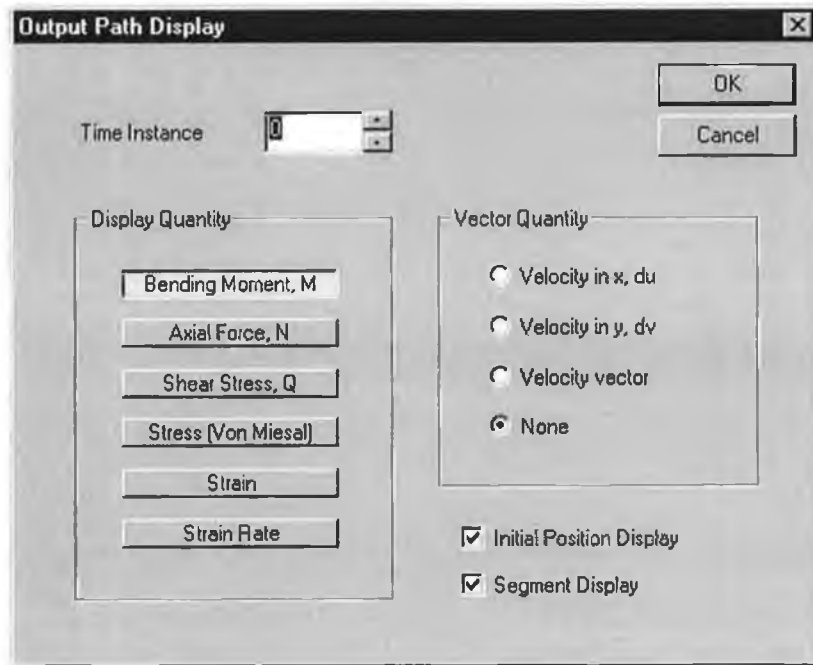 Output Path Display
OK
Time Instance 0
Cancel
Display Quantity
Bending Moment, M
Axial Force, N
Shear Stress, Q
Stress (Von Miesal)
Strain
Strain Rate
Vector Quantity
Velocity in x, du
Velocity in y, dv
Velocity vector
None
Initial Position Display
Segment Display